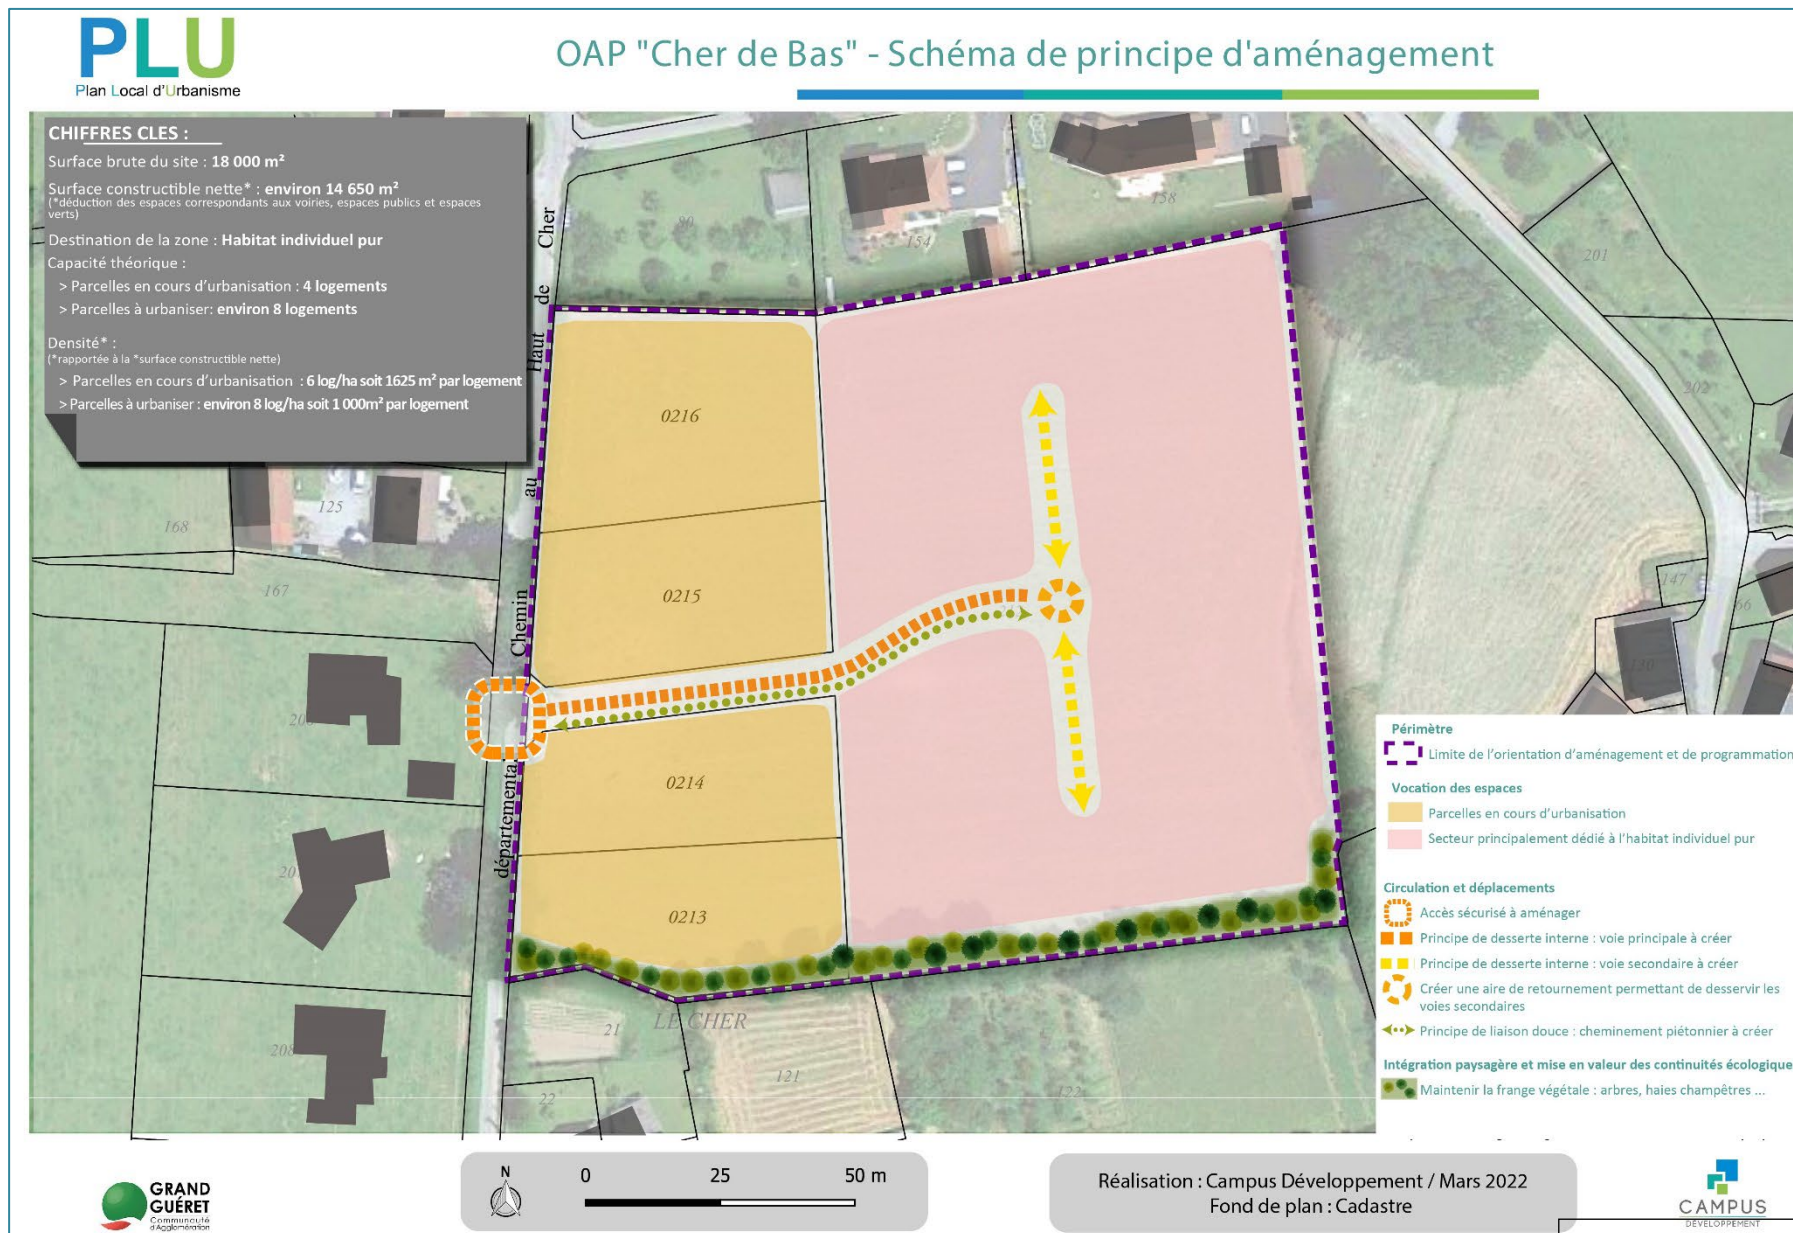 PLU
Plan Local d'Urbanisme
OAP "Cher de Bas" - Schéma de principe d'aménagement
CHIFFRES CLES :
Surface brute du site : 18 000 m²
Surface constructible nette* : environ 14 650 m²
(*déduction des espaces correspondants aux voiries, espaces publics et espaces
verts)
Destination de la zone : Habitat individuel pur
Capacité théorique :
> Parcelles en cours d'urbanisation : 4 logements
> Parcelles à urbaniser: environ 8 logements
Densité* :
(*rapportée à la *surface constructible nette)
> Parcelles en cours d'urbanisation : 6 log/ha soit 1625 m² par logement
> Parcelles à urbaniser : environ 8 log/ha soit 1 000m² par logement
80
154
158
201
202
départemental Chemin au Haut de Cher
0216
125
168
167
0215
147
66
130
0214
0213
208
21
LE CHER
121
122
22
Périmètre
Limite de l'orientation d'aménagement et de programmation
Vocation des espaces
Parcelles en cours d'urbanisation
Secteur principalement dédié à l'habitat individuel pur
Circulation et déplacements
Accès sécurisé à aménager
Principe de desserte interne : voie principale à créer
Principe de desserte interne : voie secondaire à créer
Créer une aire de retournement permettant de desservir les
voies secondaires
Principe de liaison douce : cheminement piétonnier à créer
Intégration paysagère et mise en valeur des continuités écologique
Maintenir la frange végétale : arbres, haies champêtres ...
GRAND
GUÉRET
Communauté
d'Agglomération
N
0 25 50 m
Réalisation : Campus Développement / Mars 2022
Fond de plan : Cadastre
CAMPUS
DÉVELOPPEMENT